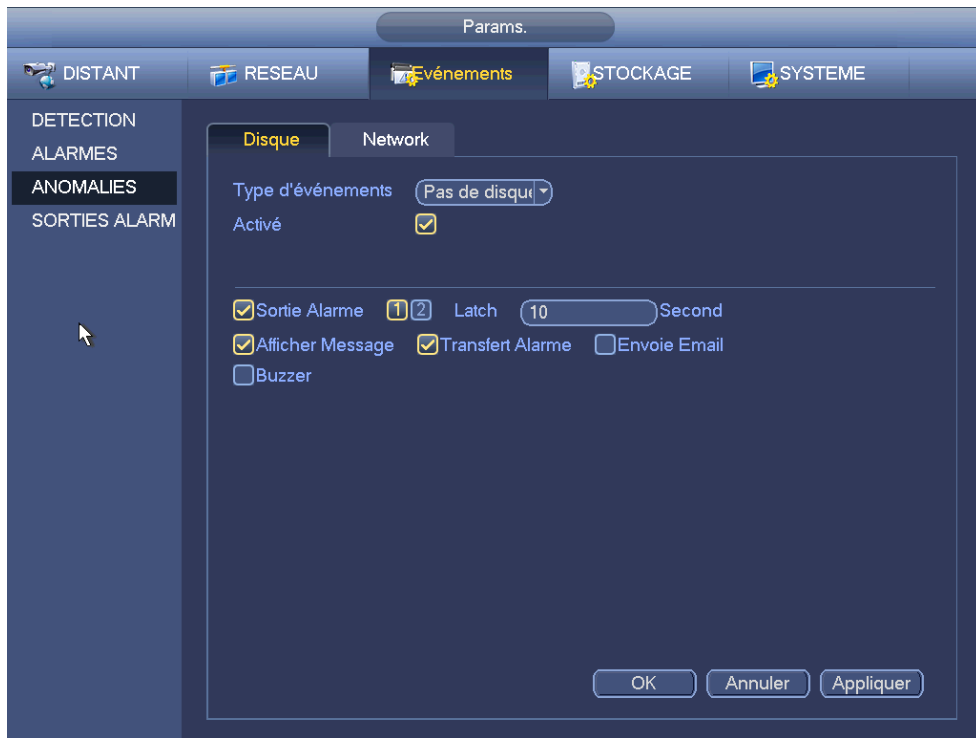 Params.
DISTANT RESEAU Evénements STOCKAGE SYSTEME
DETECTION
ALARMES
ANOMALIES
SORTIES ALARM
Disque Network
Type d'événements Pas de disqu
Activé
Sortie Alarme 1 2 Latch 10 Second
Afficher Message Transfert Alarme Envoie Email
Buzzer
OK Annuler Appliquer